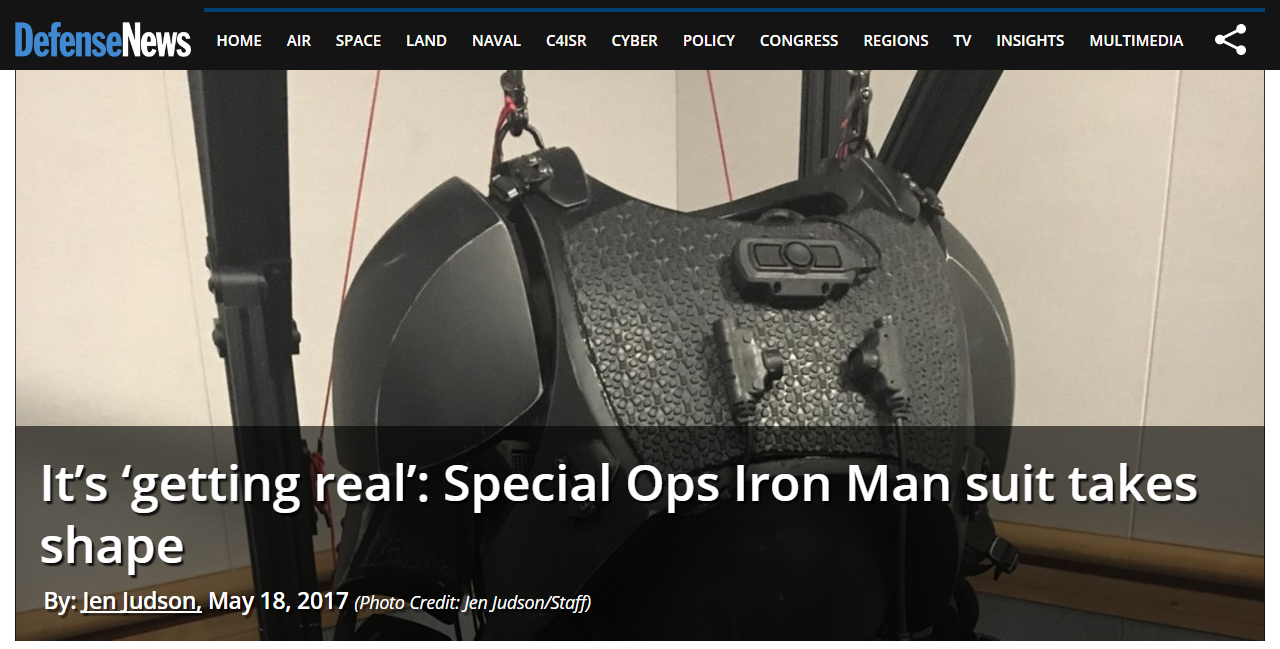 DefenseNews HOME AIR SPACE LAND NAVAL C4ISR CYBER POLICY CONGRESS REGIONS TV INSIGHTS MULTIMEDIA
It’s ‘getting real’: Special Ops Iron Man suit takes
shape
By: Jen Judson, May 18, 2017 (Photo Credit: Jen Judson/Staff)